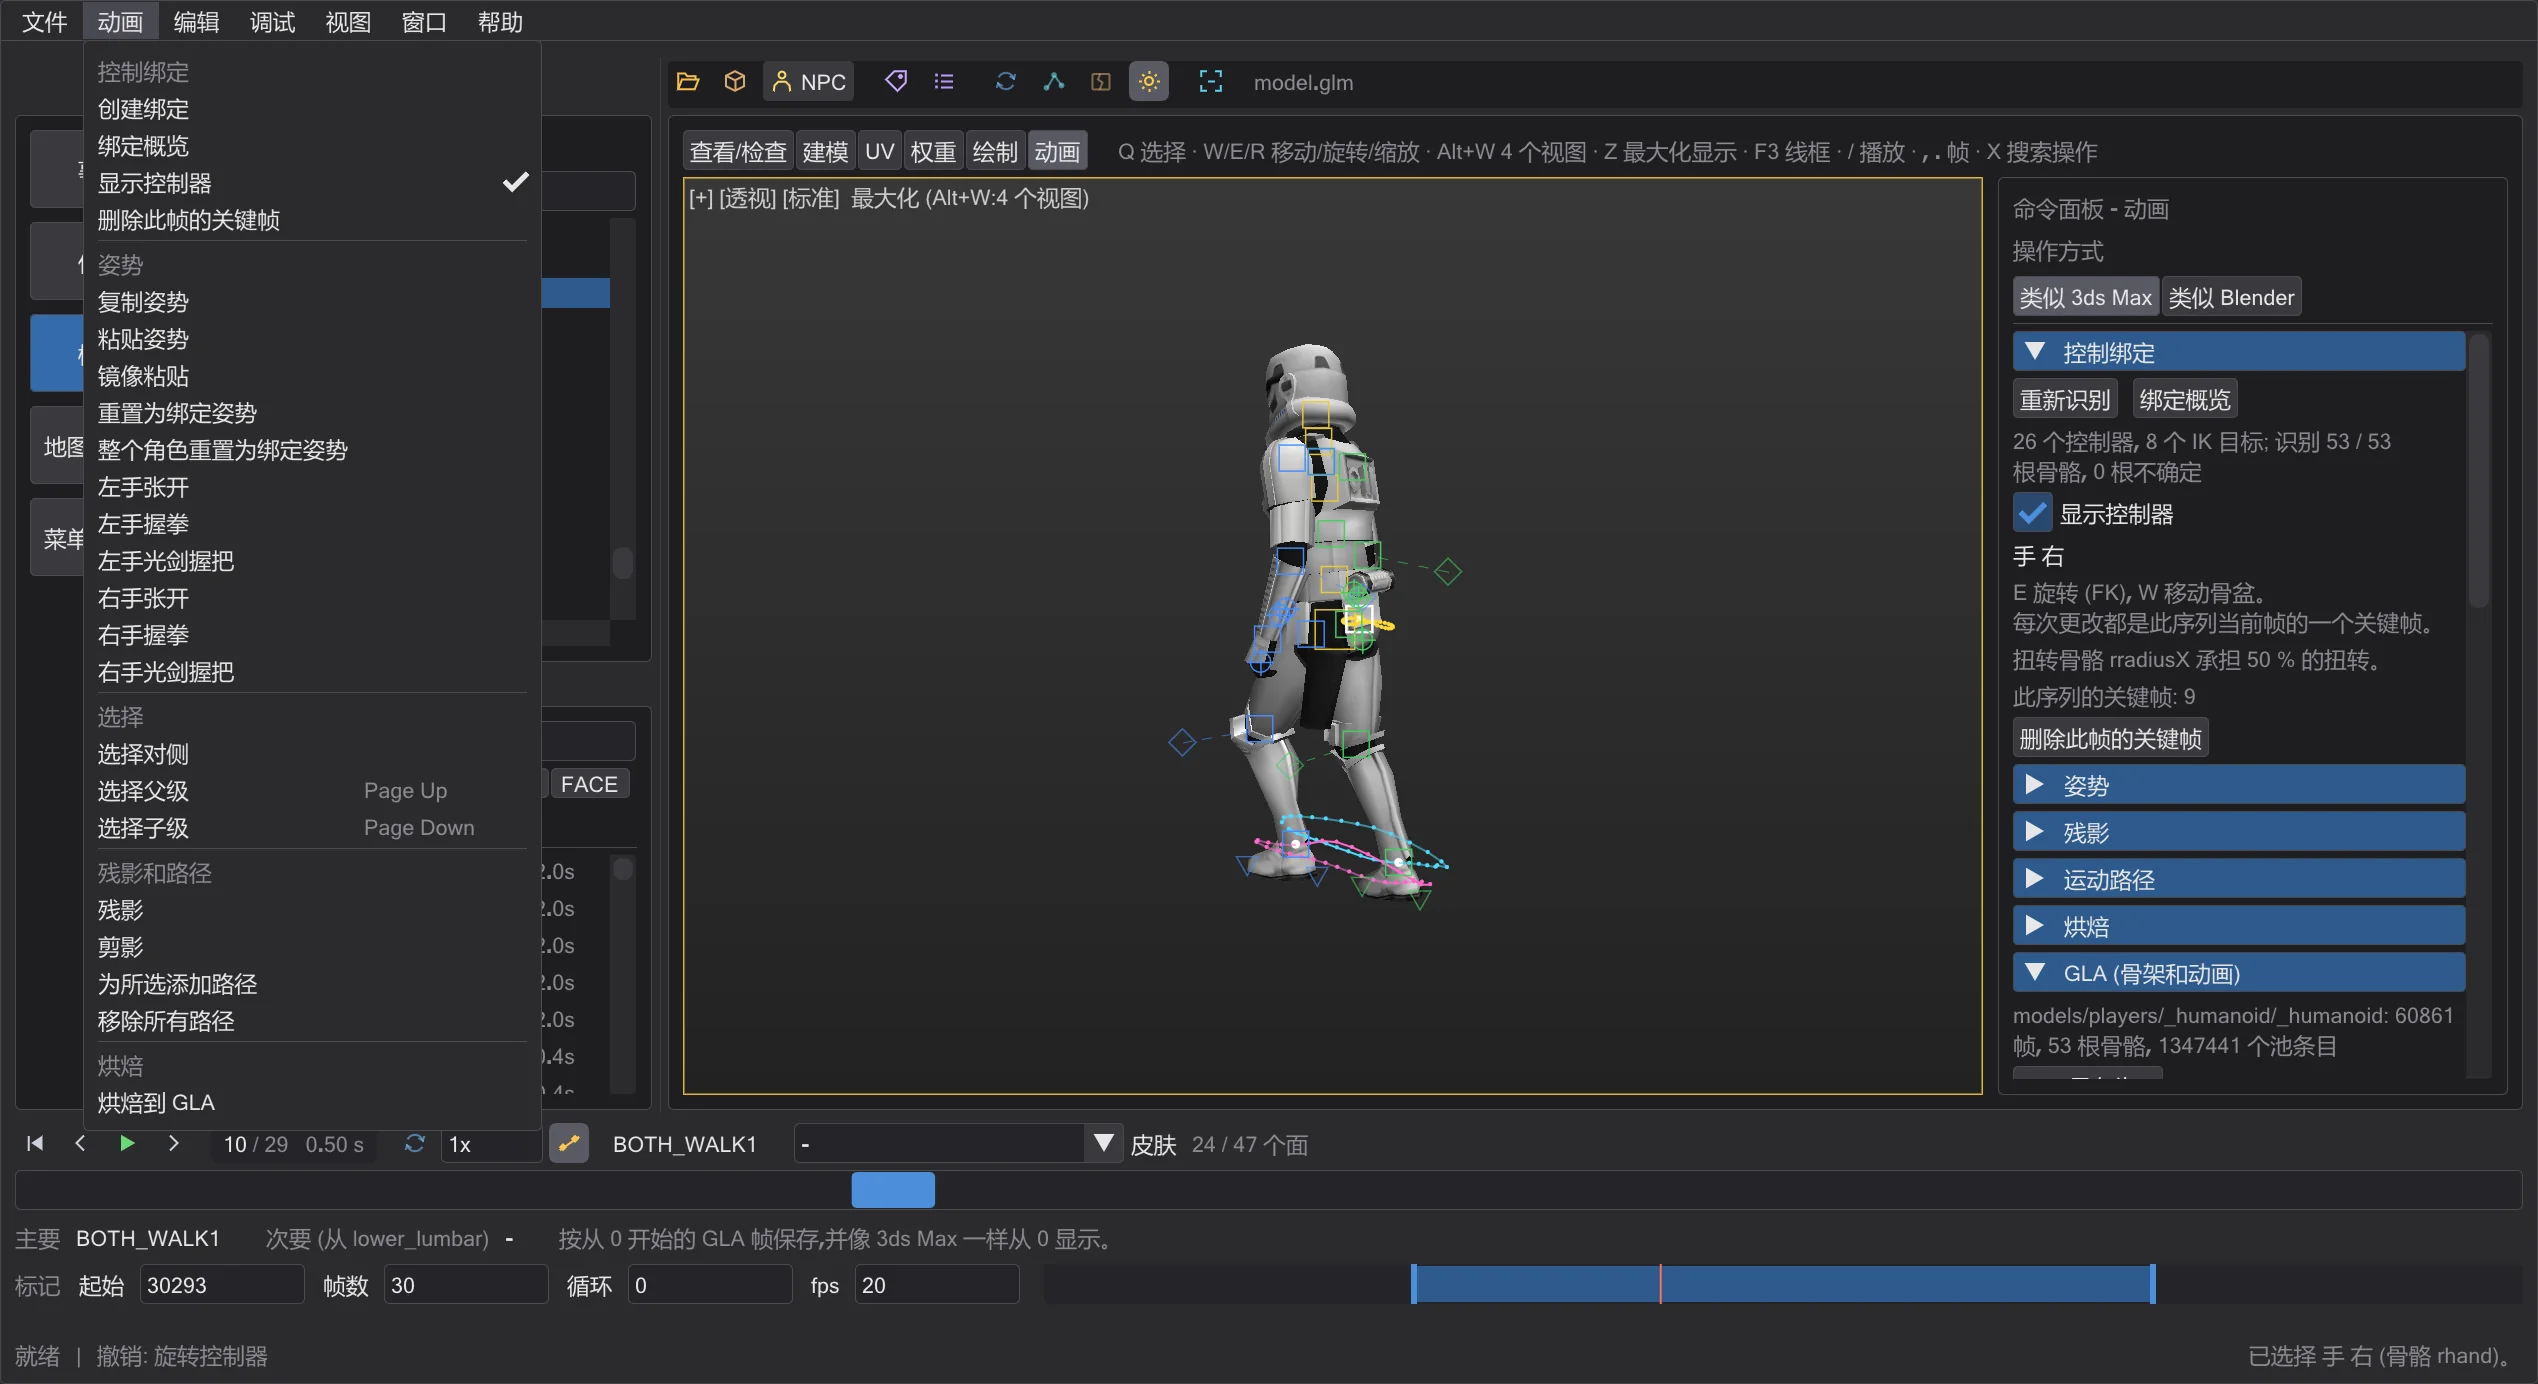 文件 动画 编辑 调试 视图 窗口 帮助
控制绑定
创建绑定
绑定概览
显示控制器
删除此帧的关键帧
姿势
复制姿势
粘贴姿势
镜像粘贴
重置为绑定姿势
整个角色重置为绑定姿势
左手张开
左手握拳
左手光剑握把
右手张开
右手握拳
右手光剑握把
选择
选择对侧
选择父级 Page Up
选择子级 Page Down
残影和路径
残影
剪影
为所选添加路径
移除所有路径
烘焙
烘焙到 GLA
地图
菜单
FACE
NPC model.glm
查看/检查 建模 UV 权重 绘制 动画 Q 选择 · W/E/R 移动/旋转/缩放 · Alt+W 4 个视图 · Z 最大化显示 · F3 线框 · / 播放 · , . 帧 · X 搜索操作
[+] [透视] [标准] 最大化 (Alt+W:4 个视图)
命令面板 - 动画
操作方式
类似 3ds Max 类似 Blender
控制绑定
重新识别 绑定概览
26 个控制器, 8 个 IK 目标; 识别 53 / 53
根骨骼, 0 根不确定
显示控制器
手 右
E 旋转 (FK), W 移动骨盆。
每次更改都是此序列当前帧的一个关键帧。
扭转骨骼 rradiusX 承担 50 % 的扭转。
此序列的关键帧: 9
删除此帧的关键帧
姿势
残影
运动路径
烘焙
GLA (骨架和动画)
models/players/_humanoid/_humanoid: 60861
帧, 53 根骨骼, 1347441 个池条目
10 / 29 0.50 s 1x BOTH_WALK1 - 皮肤 24 / 47 个面
主要 BOTH_WALK1 次要 (从 lower_lumbar) - 按从 0 开始的 GLA 帧保存,并像 3ds Max 一样从 0 显示。
标记 起始 30293 帧数 30 循环 0 fps 20
就绪 | 撤销: 旋转控制器 已选择 手 右 (骨骼 rhand)。